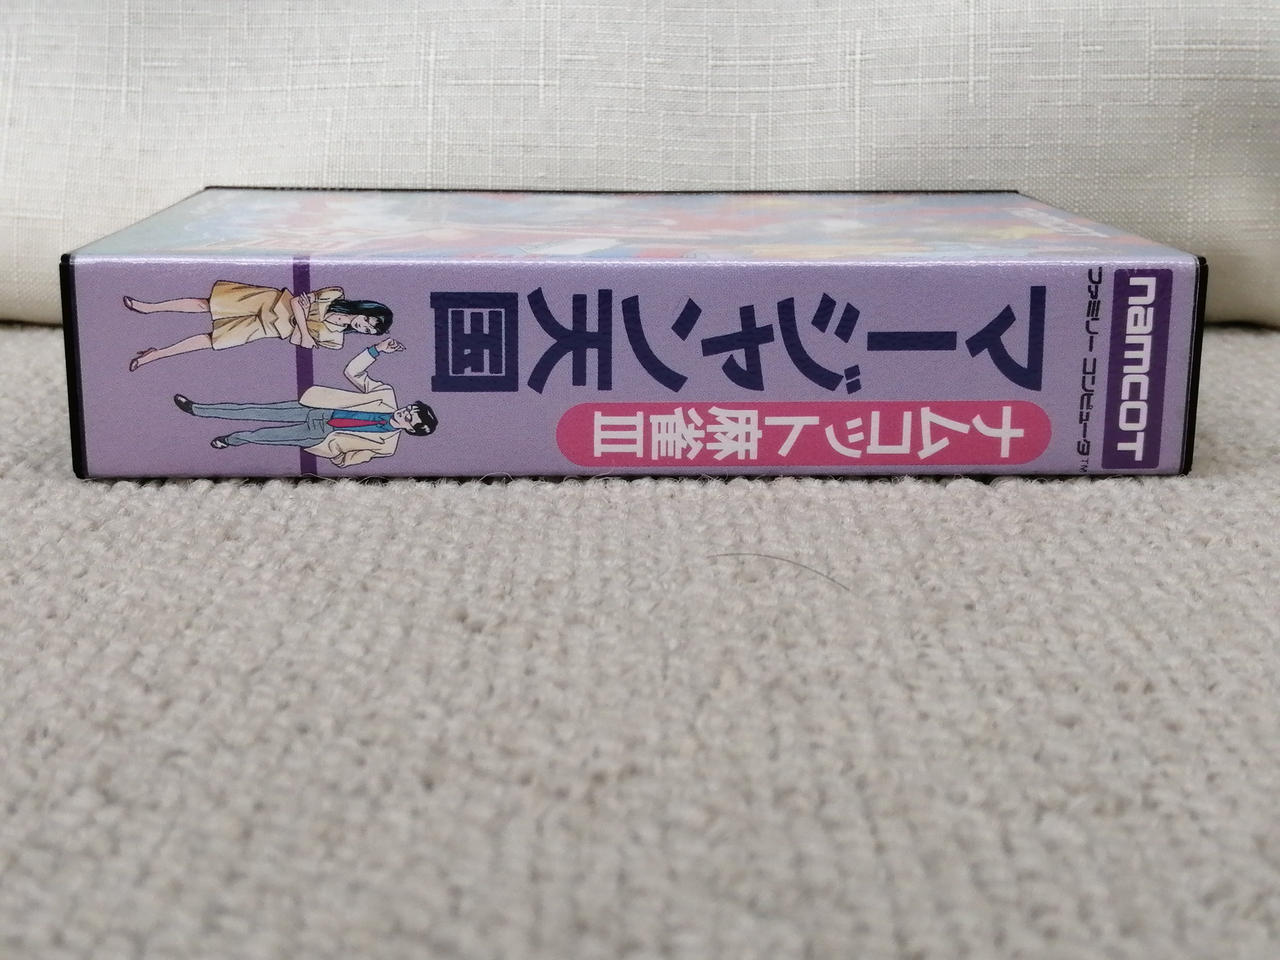 namcot
ファミリー コンピュータ™
ナムコット麻雀III
マージャン天国